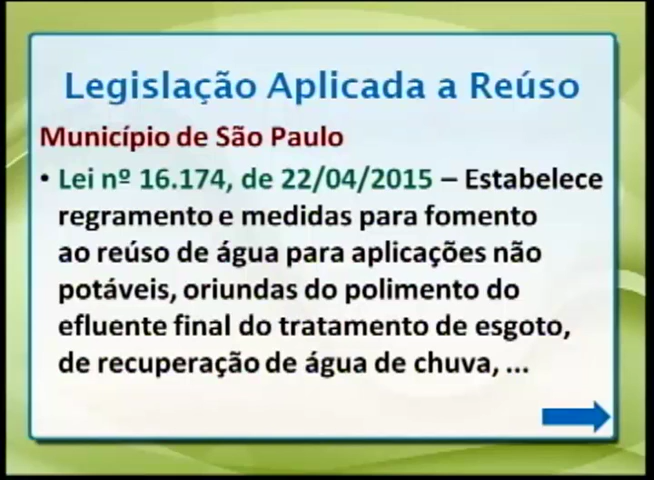 Legislação Aplicada a Reúso
Município de São Paulo
• Lei nº 16.174, de 22/04/2015 – Estabelece
regramento e medidas para fomento
ao reúso de água para aplicações não
potáveis, oriundas do polimento do
efluente final do tratamento de esgoto,
de recuperação de água de chuva, ...